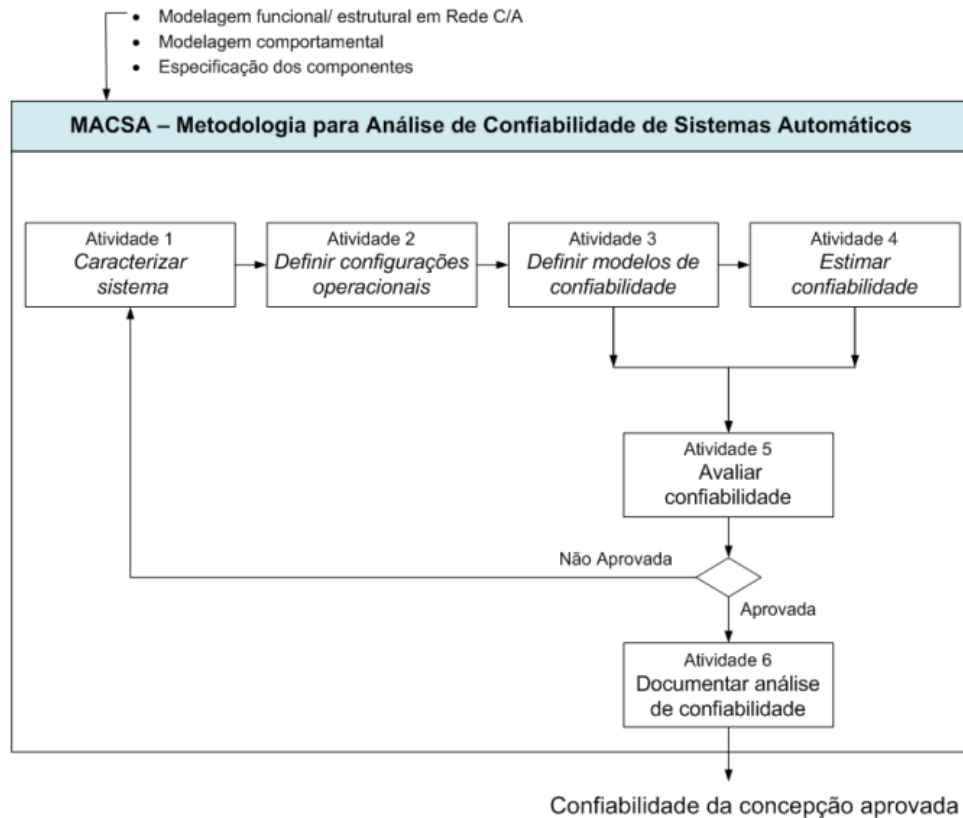 • Modelagem funcional/ estrutural em Rede C/A
• Modelagem comportamental
• Especificação dos componentes
MACSA – Metodologia para Análise de Confiabilidade de Sistemas Automáticos
Atividade 1
Caracterizar
sistema
Atividade 2
Definir configurações
operacionais
Atividade 3
Definir modelos de
confiabilidade
Atividade 4
Estimar
confiabilidade
Atividade 5
Avaliar
confiabilidade
Não Aprovada
Aprovada
Atividade 6
Documentar análise
de confiabilidade
Confiabilidade da concepção aprovada